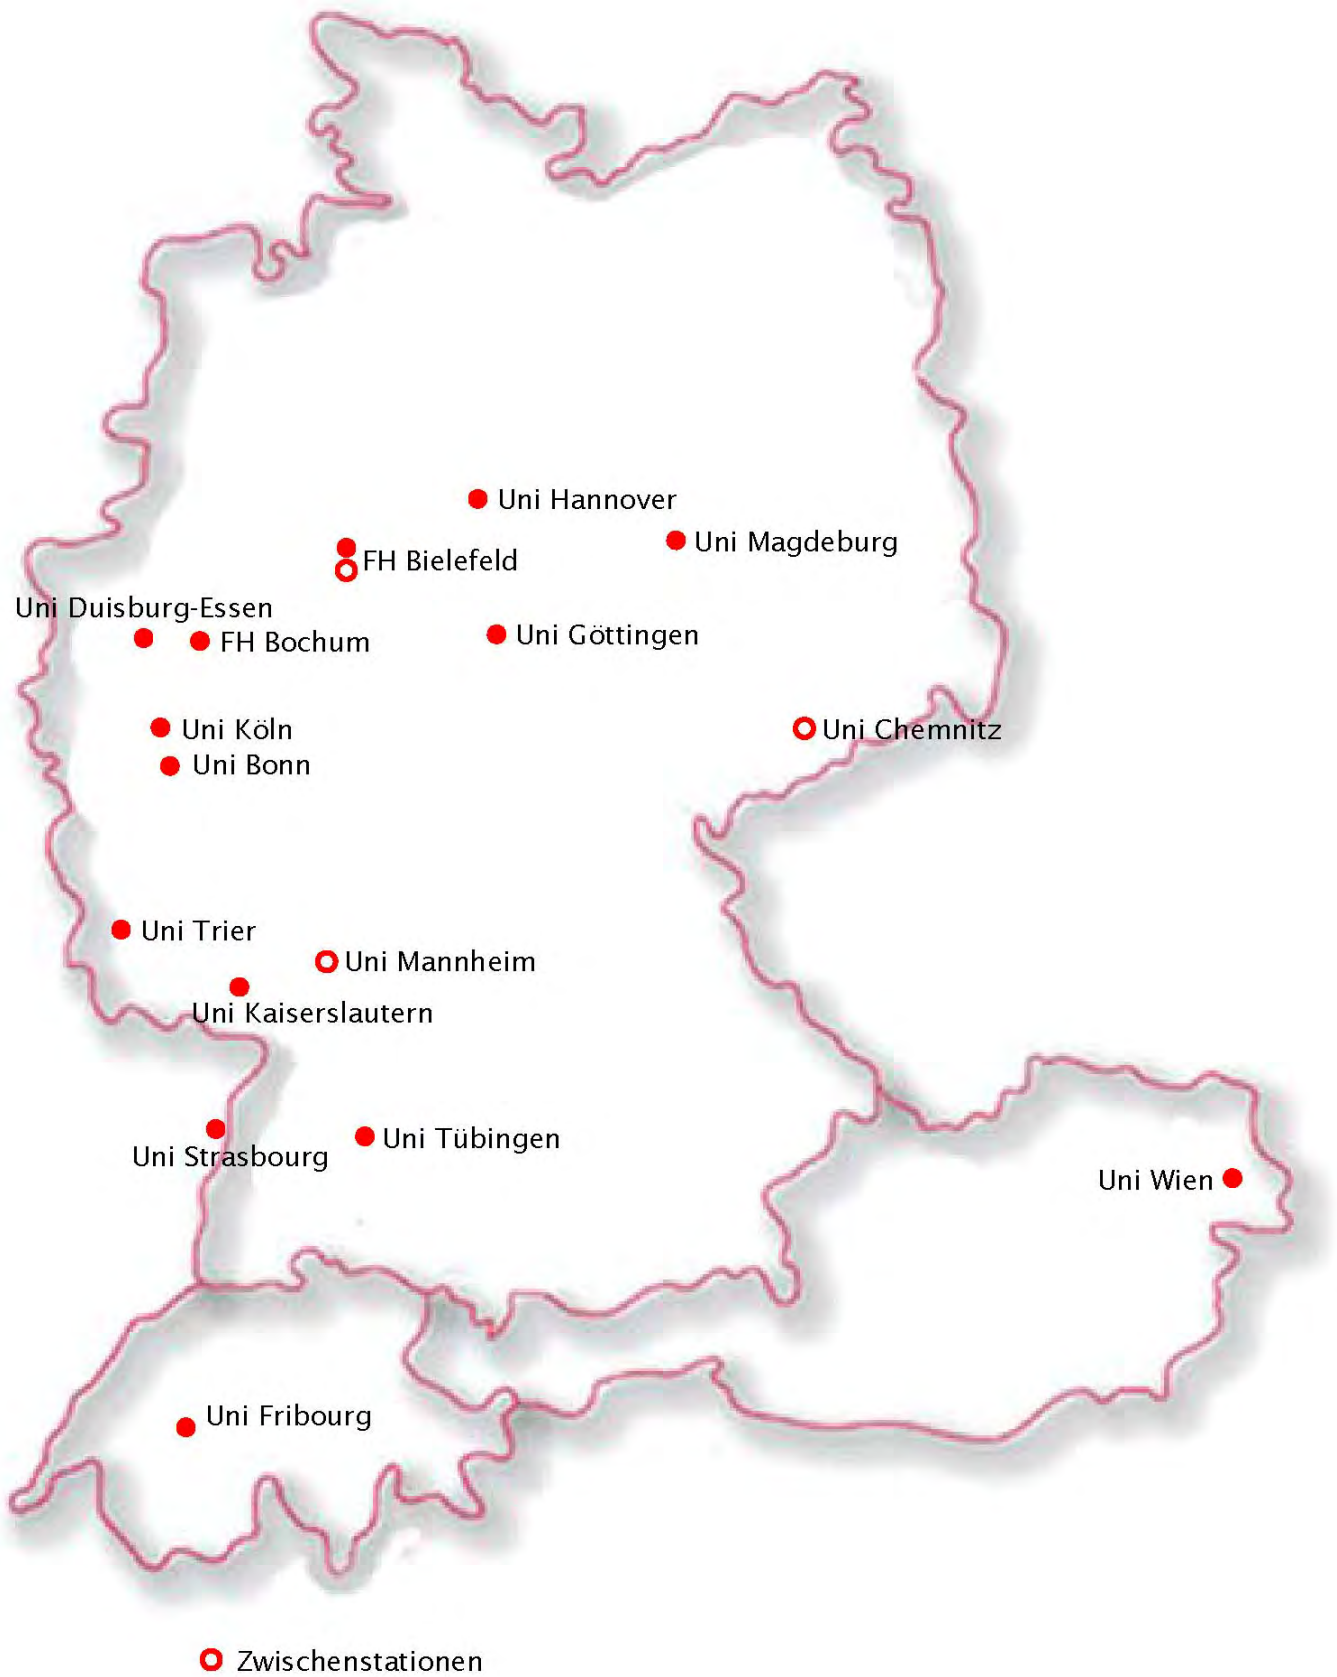 Uni Hannover
Uni Magdeburg
FH Bielefeld
Uni Duisburg-Essen
Uni Göttingen
FH Bochum
Uni Köln
Uni Chemnitz
Uni Bonn
Uni Trier
Uni Mannheim
Uni Kaiserslautern
Uni Tübingen
Uni Strasbourg
Uni Wien
Uni Fribourg
Zwischenstationen